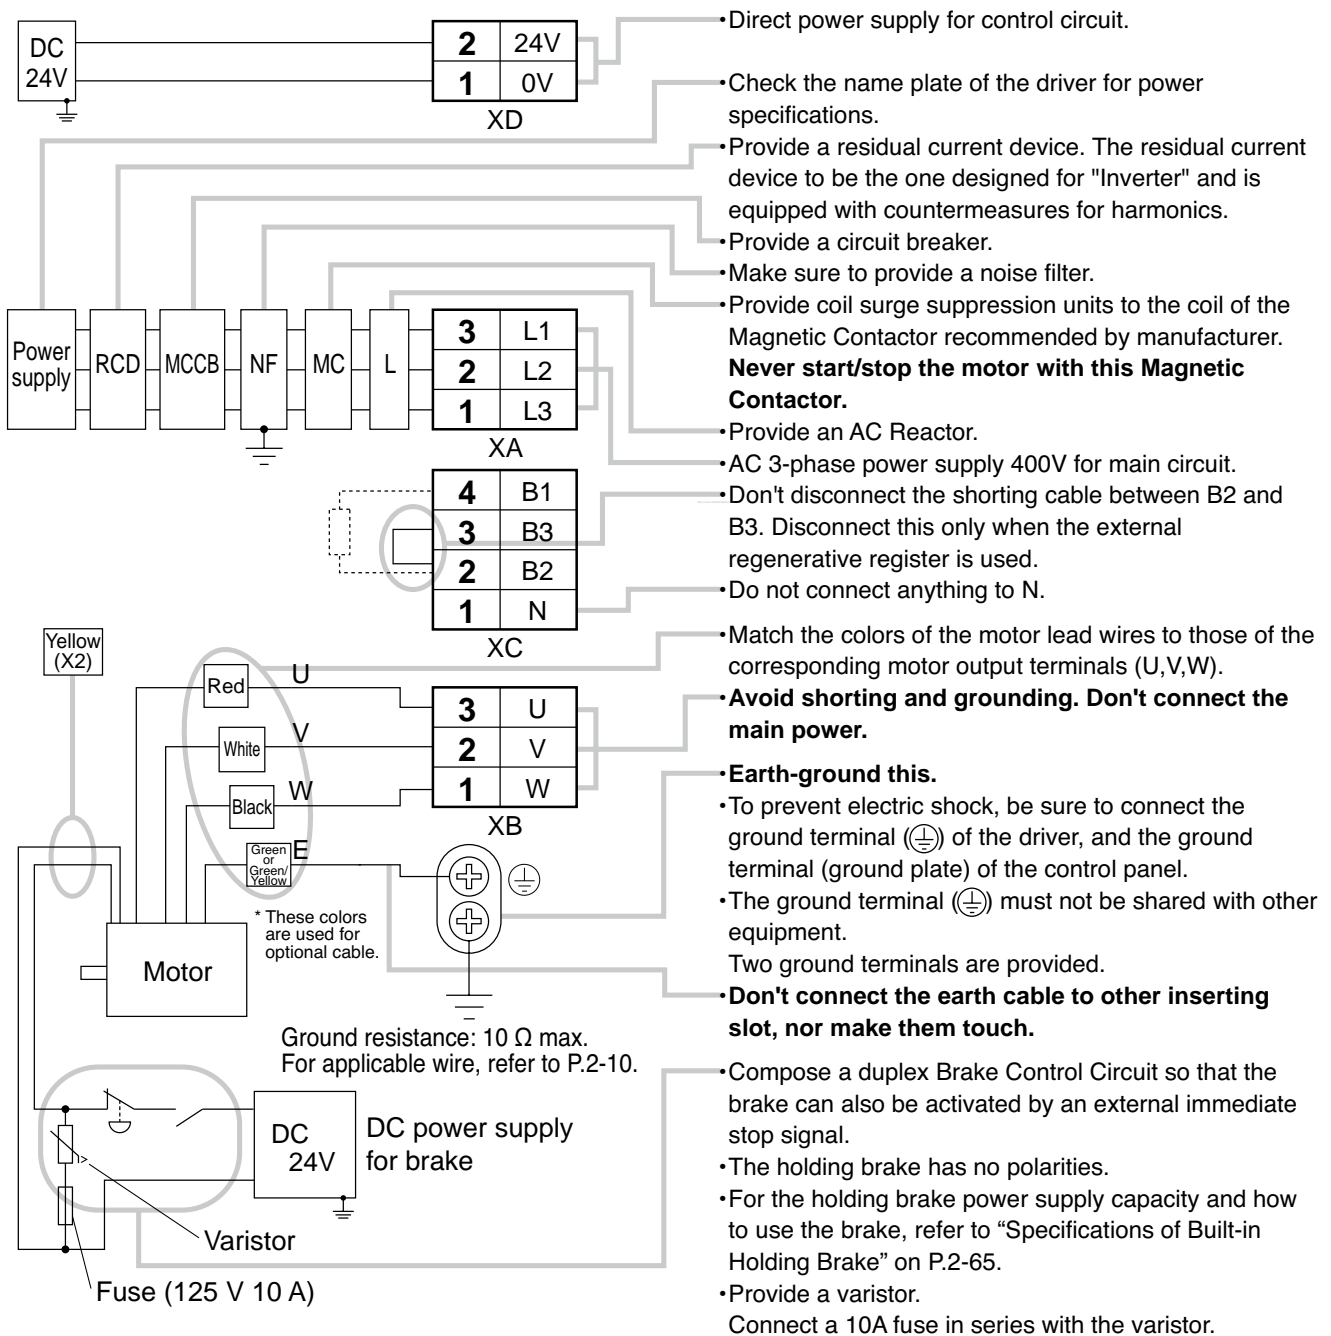 DC
24V
2 24V
1 0V
XD
•Direct power supply for control circuit.
•Check the name plate of the driver for power
specifications.
•Provide a residual current device. The residual current
device to be the one designed for "Inverter" and is
equipped with countermeasures for harmonics.
•Provide a circuit breaker.
•Make sure to provide a noise filter.
•Provide coil surge suppression units to the coil of the
Magnetic Contactor recommended by manufacturer.
Never start/stop the motor with this Magnetic
Contactor.
•Provide an AC Reactor.
•AC 3-phase power supply 400V for main circuit.
•Don't disconnect the shorting cable between B2 and
B3. Disconnect this only when the external
regenerative register is used.
•Do not connect anything to N.
•Match the colors of the motor lead wires to those of the
corresponding motor output terminals (U,V,W).
•Avoid shorting and grounding. Don't connect the
main power.
•Earth-ground this.
•To prevent electric shock, be sure to connect the
ground terminal (⏚) of the driver, and the ground
terminal (ground plate) of the control panel.
•The ground terminal (⏚) must not be shared with other
equipment.
Two ground terminals are provided.
•Don't connect the earth cable to other inserting
slot, nor make them touch.
•Compose a duplex Brake Control Circuit so that the
brake can also be activated by an external immediate
stop signal.
•The holding brake has no polarities.
•For the holding brake power supply capacity and how
to use the brake, refer to “Specifications of Built-in
Holding Brake” on P.2-65.
•Provide a varistor.
Connect a 10A fuse in series with the varistor.
Power
supply
RCD
MCCB
NF
MC
L
3 L1
2 L2
1 L3
XA
4 B1
3 B3
2 B2
1 N
XC
Yellow
(X2)
Red
U
White
V
Black
W
Green
or
Green/
Yellow
E
3 U
2 V
1 W
XB
* These colors
are used for
optional cable.
Motor
Ground resistance: 10 Ω max.
For applicable wire, refer to P.2-10.
DC
24V
DC power supply
for brake
Varistor
Fuse (125 V 10 A)